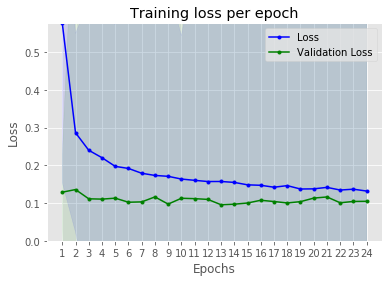 Training loss per epoch
Loss
Validation Loss
Loss
0.5
0.4
0.3
0.2
0.1
0.0
1 2 3 4 5 6 7 8 9 10 11 12 13 14 15 16 17 18 19 20 21 22 23 24
Epochs